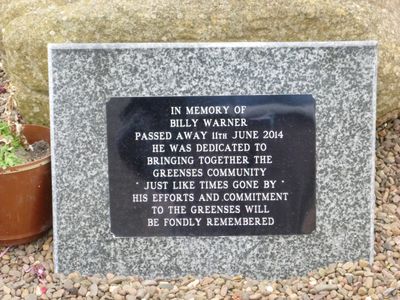 IN MEMORY OF
BILLY WARNER
PASSED AWAY 11TH JUNE 2014
HE WAS DEDICATED TO
BRINGING TOGETHER THE
GREENSES COMMUNITY
" JUST LIKE TIMES GONE BY "
HIS EFFORTS AND COMMITMENT
TO THE GREENSES WILL
BE FONDLY REMEMBERED